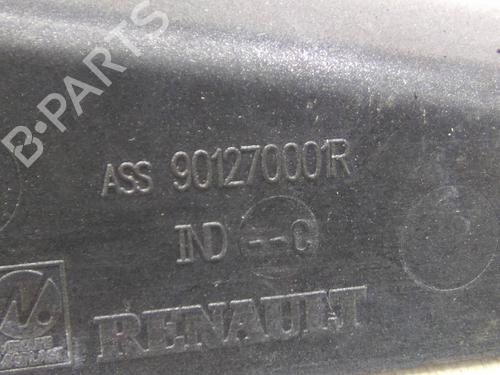 B-PARTS
ASS 901270001R
IND --C
RENAULT